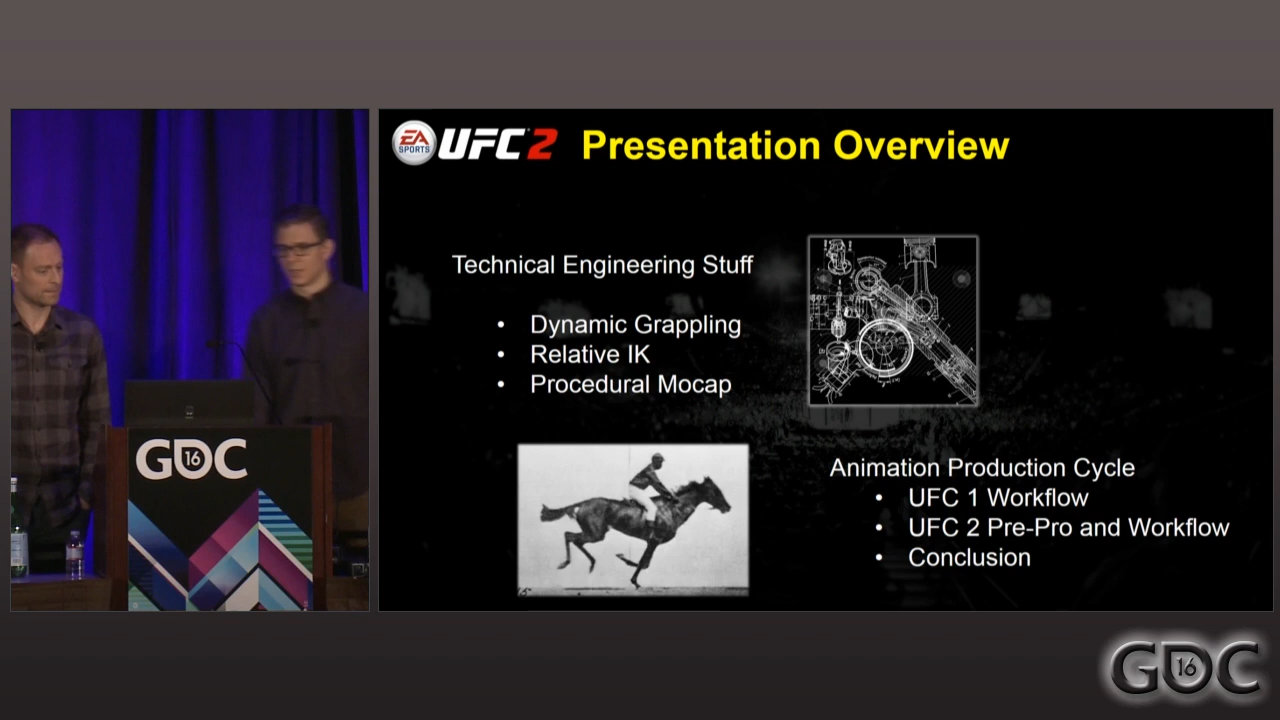 GDC
16
EA
SPORTS
UFC 2
Presentation Overview
Technical Engineering Stuff
• Dynamic Grappling
• Relative IK
• Procedural Mocap
Animation Production Cycle
• UFC 1 Workflow
• UFC 2 Pre-Pro and Workflow
• Conclusion
GDC
16